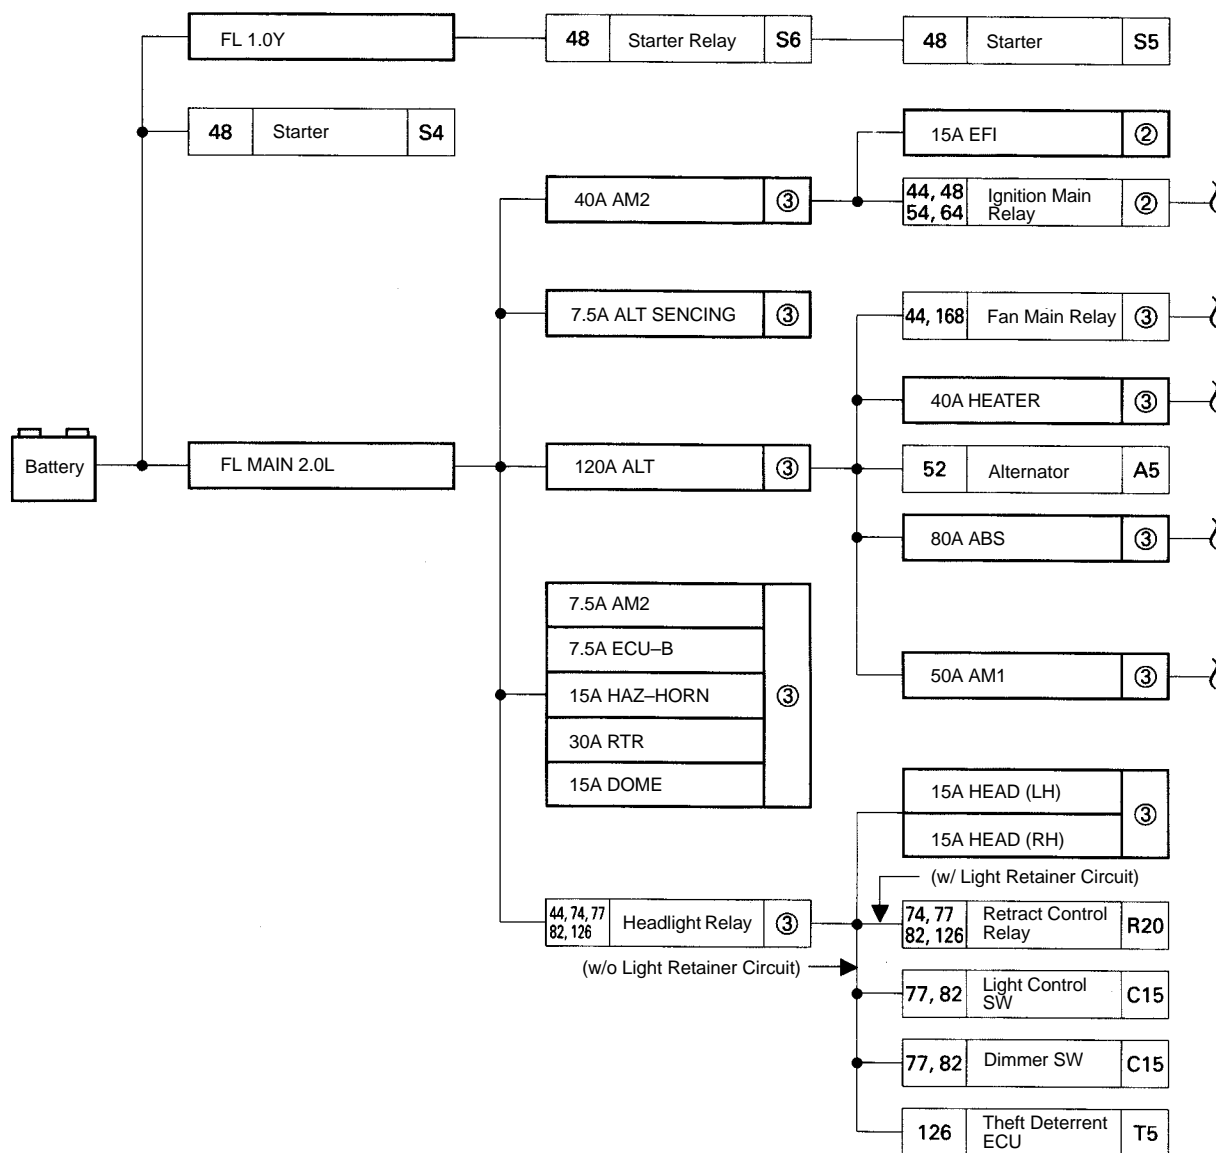 FL 1.0Y
48 Starter Relay S6
48 Starter S5
48 Starter S4
15A EFI ②
40A AM2 ③
44, 48
54, 64
Ignition Main
Relay
②
7.5A ALT SENCING ③
44, 168 Fan Main Relay ③
40A HEATER ③
Battery
FL MAIN 2.0L
120A ALT ③
52 Alternator A5
80A ABS ③
7.5A AM2
7.5A ECU–B
15A HAZ–HORN
30A RTR
15A DOME
③
50A AM1 ③
15A HEAD (LH)
15A HEAD (RH)
③
(w/ Light Retainer Circuit)
44, 74, 77
82, 126
Headlight Relay
③
74, 77
82, 126
Retract Control
Relay
R20
(w/o Light Retainer Circuit)
77, 82
Light Control
SW
C15
77, 82 Dimmer SW C15
126
Theft Deterrent
ECU
T5